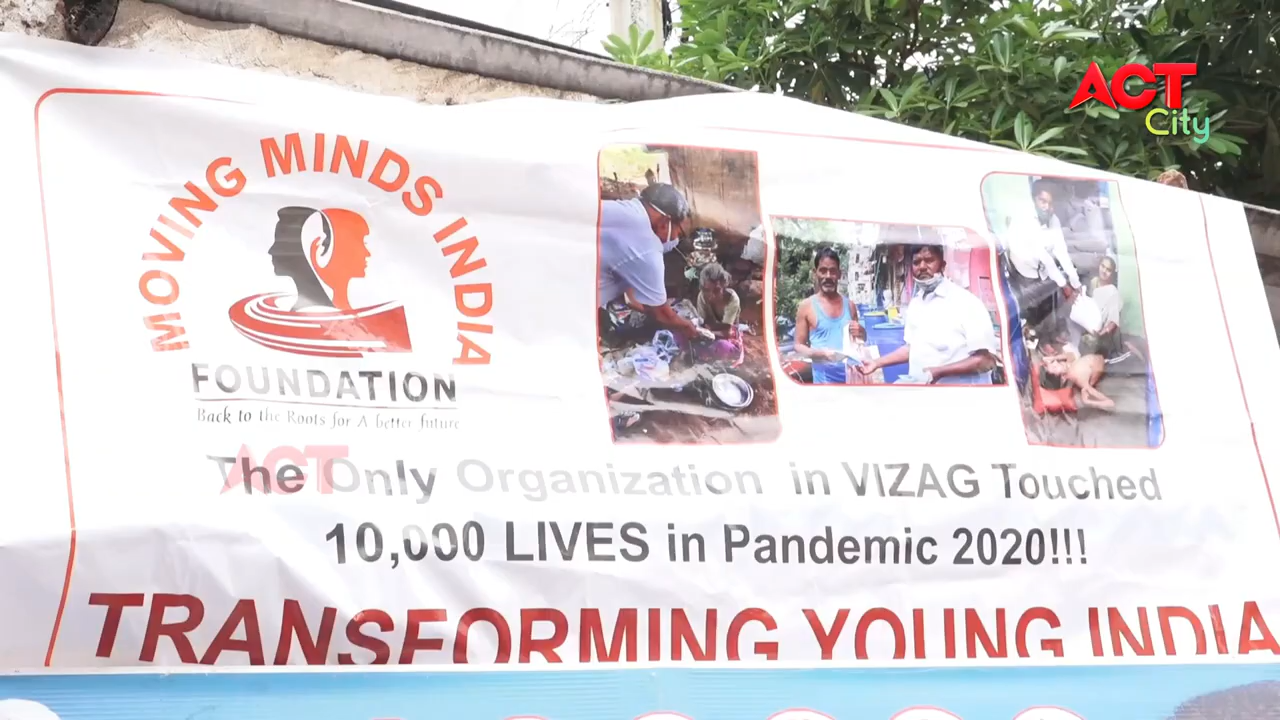 ACT
City
MOVING MINDS INDIA
FOUNDATION
Back to the Roots for A better future
ACT
The Only Organization in VIZAG Touched
10,000 LIVES in Pandemic 2020!!!
TRANSFORMING YOUNG INDIA